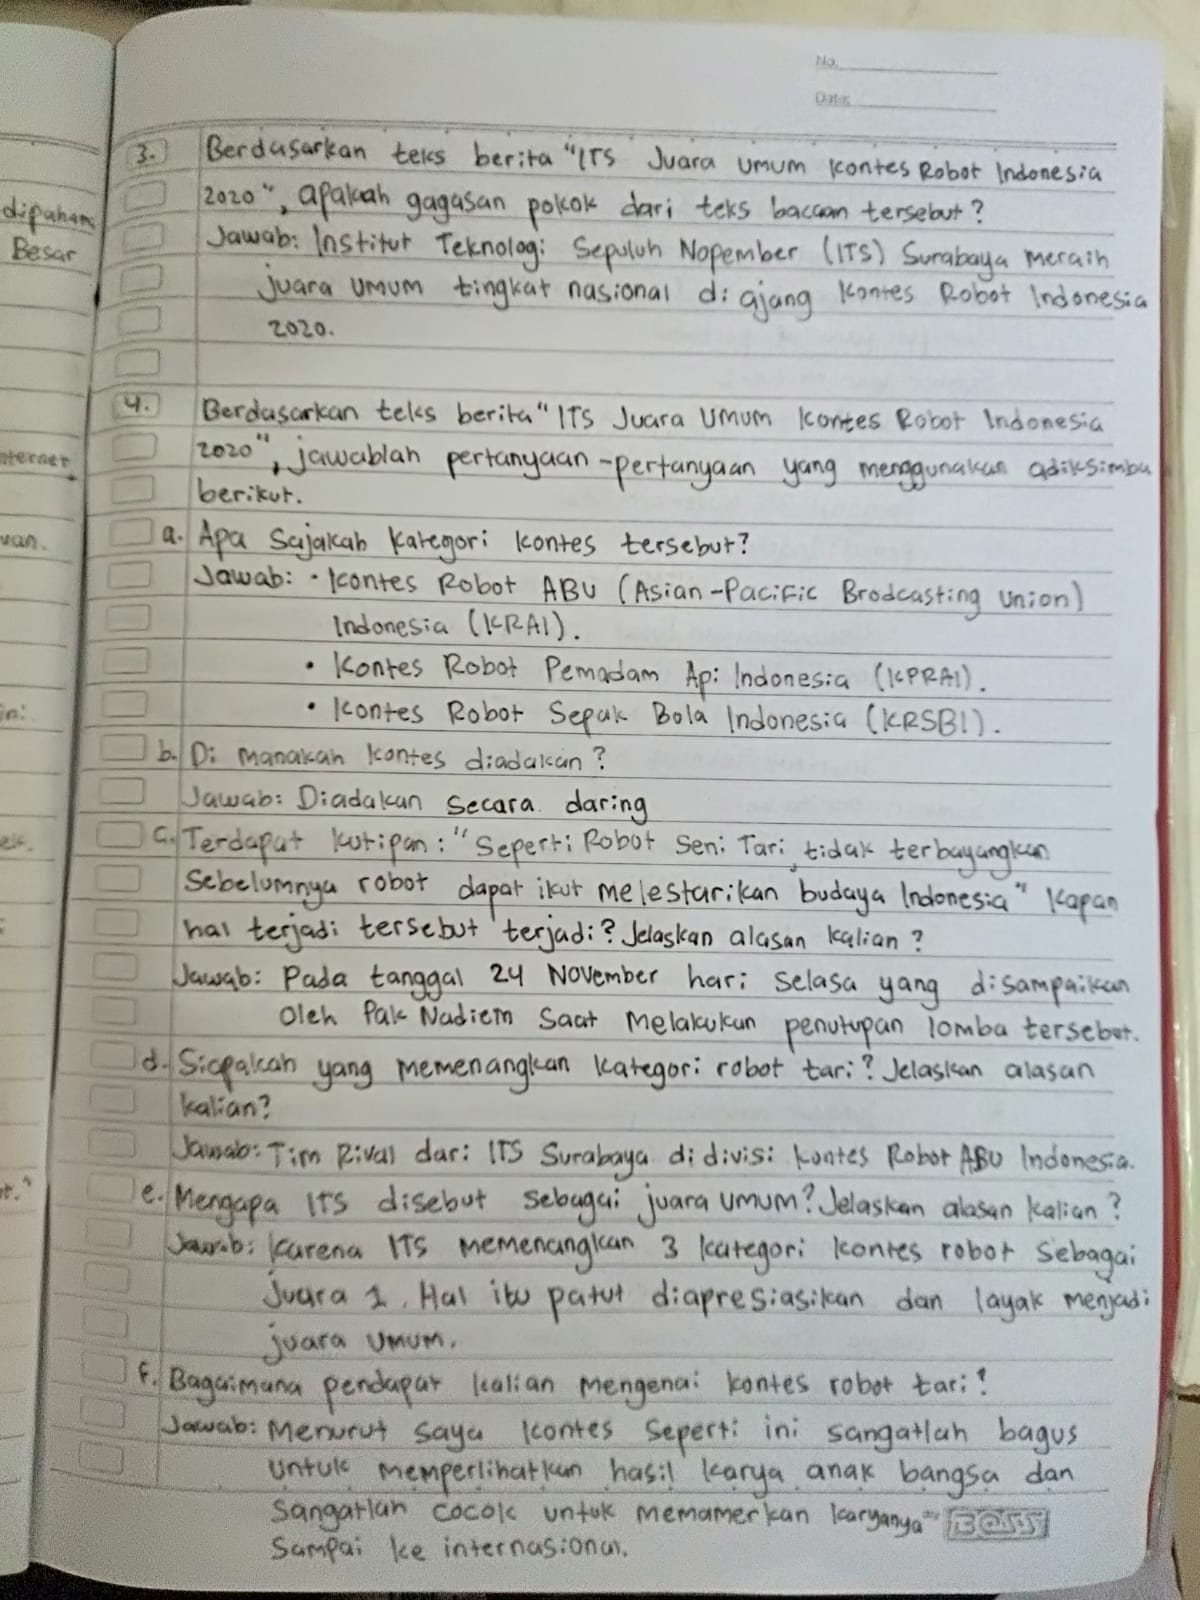 No.
Date:
3. Berdasarkan teks berita "ITS Juara Umum Kontes Robot Indonesia
2020", apakah gagasan pokok dari teks bacaan tersebut?
Jawab: Institut Teknologi Sepuluh Nopember (ITS) Surabaya meraih
juara umum tingkat nasional di ajang Kontes Robot Indonesia
2020.
4. Berdasarkan teks berita "ITS Juara Umum Kontes Robot Indonesia
2020", jawablah pertanyaan-pertanyaan yang menggunakan adiksimba
berikut.
a. Apa sajakah kategori kontes tersebut?
Jawab: • Kontes Robot ABU (Asian-Pacific Brodcasting Union)
Indonesia (KRAI).
• Kontes Robot Pemadam Api Indonesia (KPRAI).
• Kontes Robot Sepak Bola Indonesia (KRSBI).
b. Di manakah kontes diadakan?
Jawab: Diadakan secara daring
c. Terdapat kutipan: "Seperti Robot Seni Tari, tidak terbayangkan
sebelumnya robot dapat ikut melestarikan budaya Indonesia" Kapan
hal terjadi tersebut terjadi? Jelaskan alasan kalian?
Jawab: Pada tanggal 24 November hari selasa yang disampaikan
oleh Pak Nadiem saat melakukan penutupan lomba tersebut.
d. Siapakah yang memenangkan kategori robot tari? Jelaskan alasan
kalian?
Jawab: Tim Rival dari ITS Surabaya di divisi kontes Robot ABU Indonesia.
e. Mengapa ITS disebut sebagai juara umum? Jelaskan alasan kalian?
Jawab: Karena ITS memenangkan 3 kategori kontes robot sebagai
Juara 1. Hal itu patut diapresiasikan dan layak menjadi
juara umum.
f. Bagaimana pendapat kalian mengenai kontes robot tari?
Jawab: Menurut saya kontes seperti ini sangatlah bagus
untuk memperlihatkan hasil karya anak bangsa dan
sangatlah cocok untuk memamerkan karyanya
sampai ke internasional.
BOSS
dipahami
Besar